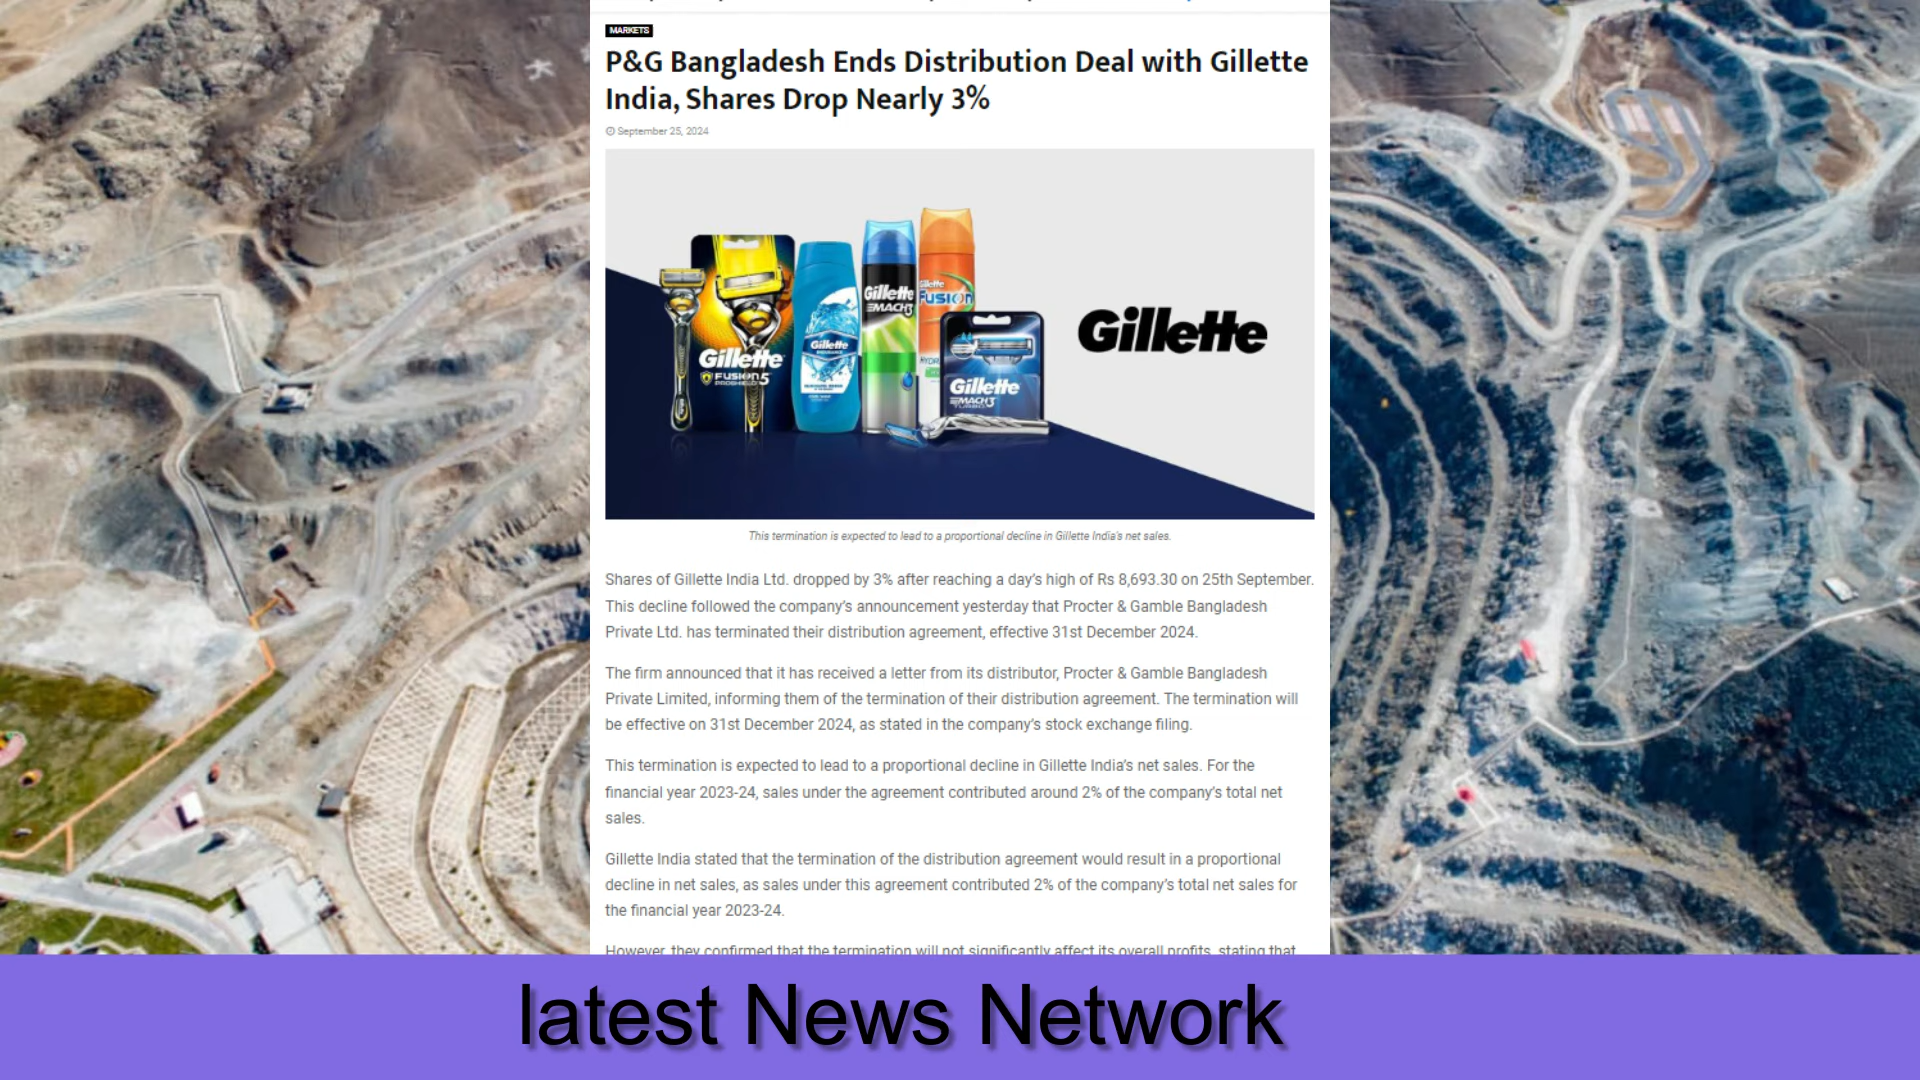 MARKETS
P&G Bangladesh Ends Distribution Deal with Gillette
India, Shares Drop Nearly 3%
September 25, 2024
Gillette
FUSION5
PROSHIELD
Gillette
Gillette
MACH3
Gillette
FUSION
HYDRA
Gillette
MACH3
TURBO
Gillette
This termination is expected to lead to a proportional decline in Gillette India's net sales.
Shares of Gillette India Ltd. dropped by 3% after reaching a day's high of Rs 8,693.30 on 25th September.
This decline followed the company's announcement yesterday that Procter & Gamble Bangladesh
Private Ltd. has terminated their distribution agreement, effective 31st December 2024.
The firm announced that it has received a letter from its distributor, Procter & Gamble Bangladesh
Private Limited, informing them of the termination of their distribution agreement. The termination will
be effective on 31st December 2024, as stated in the company's stock exchange filing.
This termination is expected to lead to a proportional decline in Gillette India's net sales. For the
financial year 2023-24, sales under the agreement contributed around 2% of the company's total net
sales.
Gillette India stated that the termination of the distribution agreement would result in a proportional
decline in net sales, as sales under this agreement contributed 2% of the company's total net sales for
the financial year 2023-24.
However, they confirmed that the termination will not significantly affect its overall profits, stating that
latest News Network